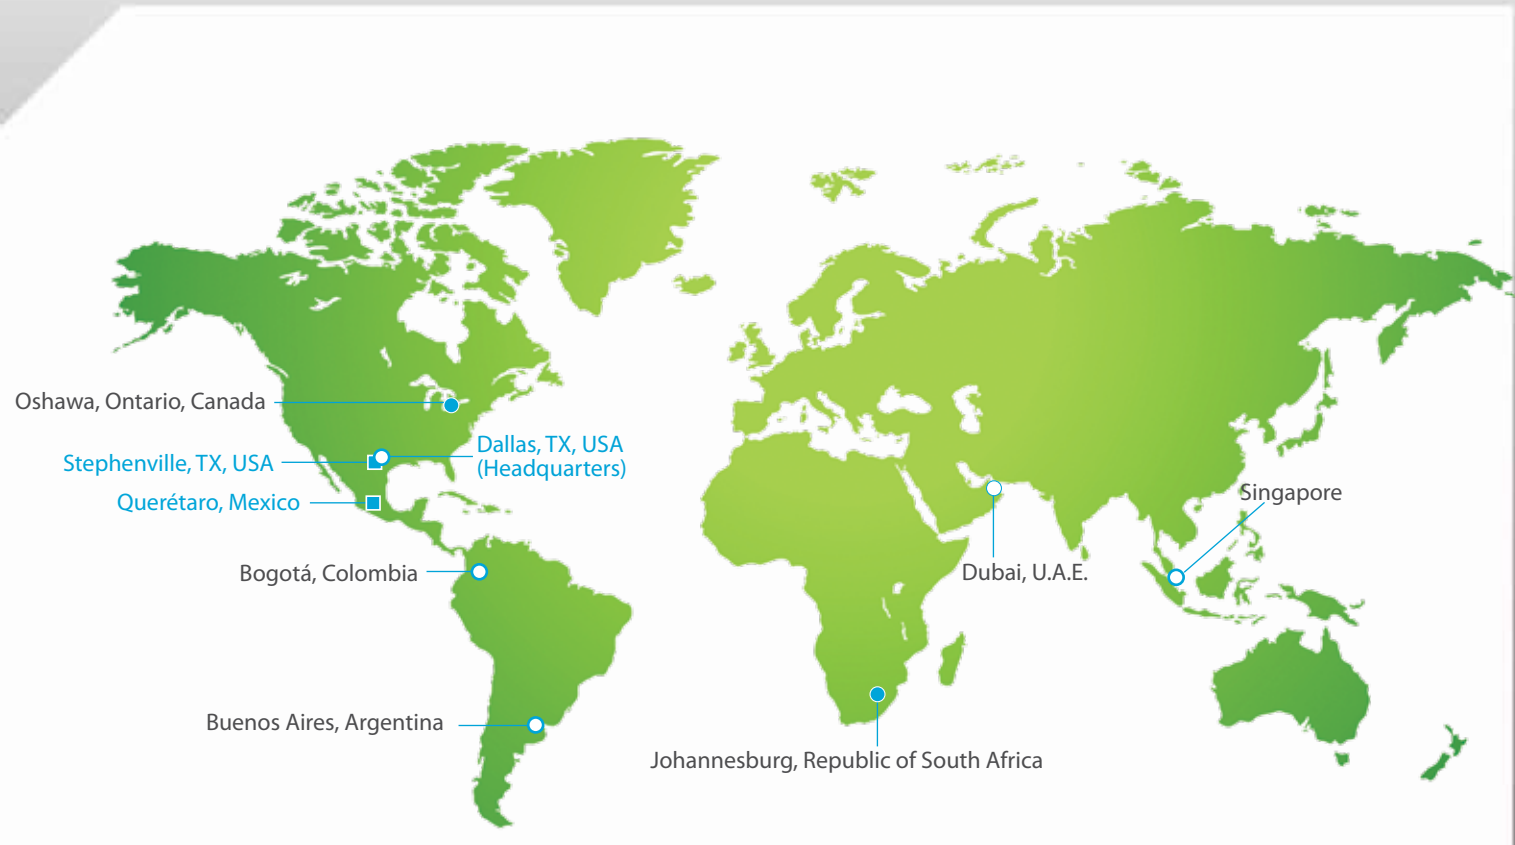 Oshawa, Ontario, Canada
Dallas, TX, USA
(Headquarters)
Stephenville, TX, USA
Querétaro, Mexico
Singapore
Bogotá, Colombia
Dubai, U.A.E.
Buenos Aires, Argentina
Johannesburg, Republic of South Africa